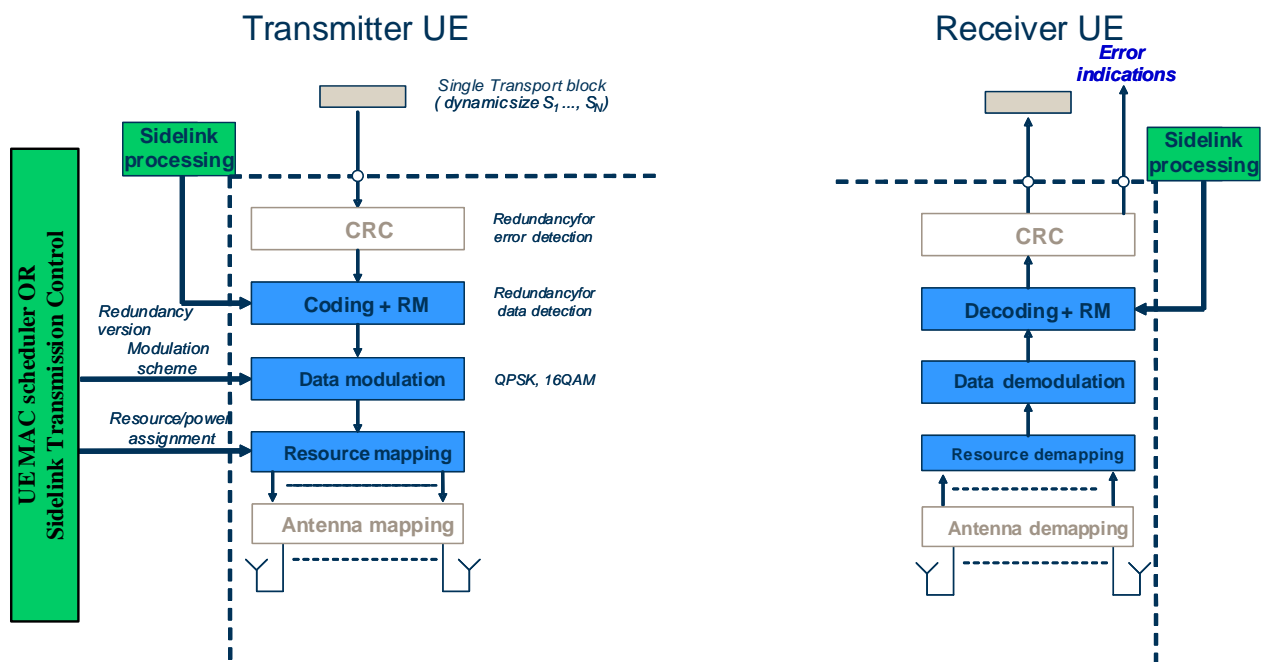 Transmitter UE
Receiver UE
Error
indications
Single Transport block
( dynamic size S1 ..., SN)
Sidelink
processing
Sidelink
processing
CRC
Redundancyfor
error detection
CRC
UE MAC scheduler OR
Sidelink Transmission Control
Redundancy
version
Coding + RM
Redundancyfor
data detection
Decoding + RM
Modulation
scheme
Data modulation
QPSK, 16QAM
Data demodulation
Resource/power
assignment
Resource mapping
Resource demapping
Antenna mapping
Antenna demapping